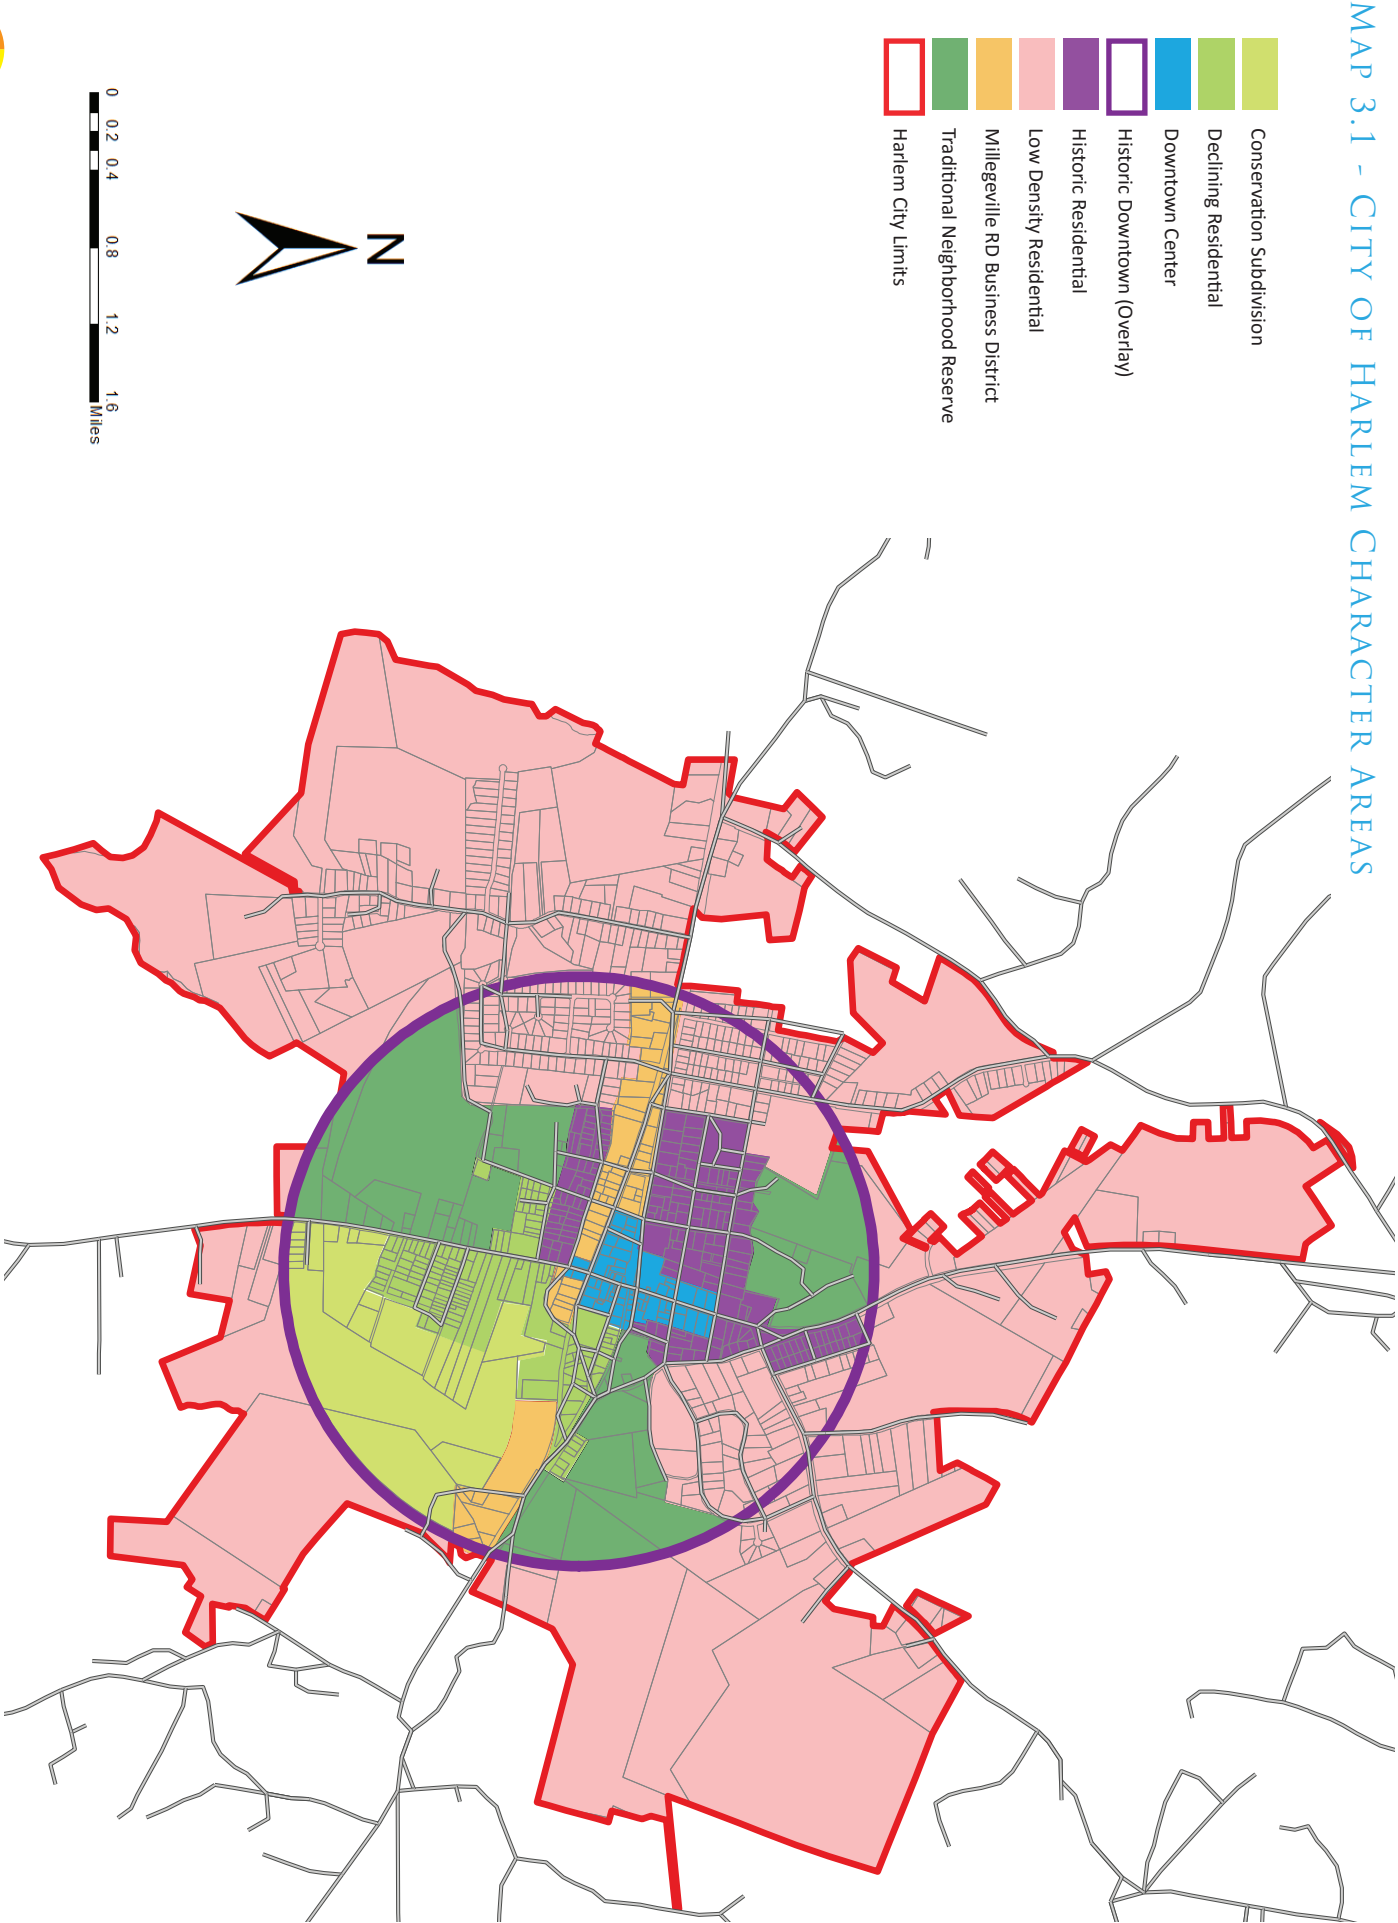 MAP 3.1 - CITY OF HARLEM CHARACTER AREAS
Conservation Subdivision
Declining Residential
Downtown Center
Historic Downtown (Overlay)
Historic Residential
Low Density Residential
Millegeville RD Business District
Traditional Neighborhood Reserve
Harlem City Limits
N
0 0.2 0.4 0.8 1.2 1.6
Miles